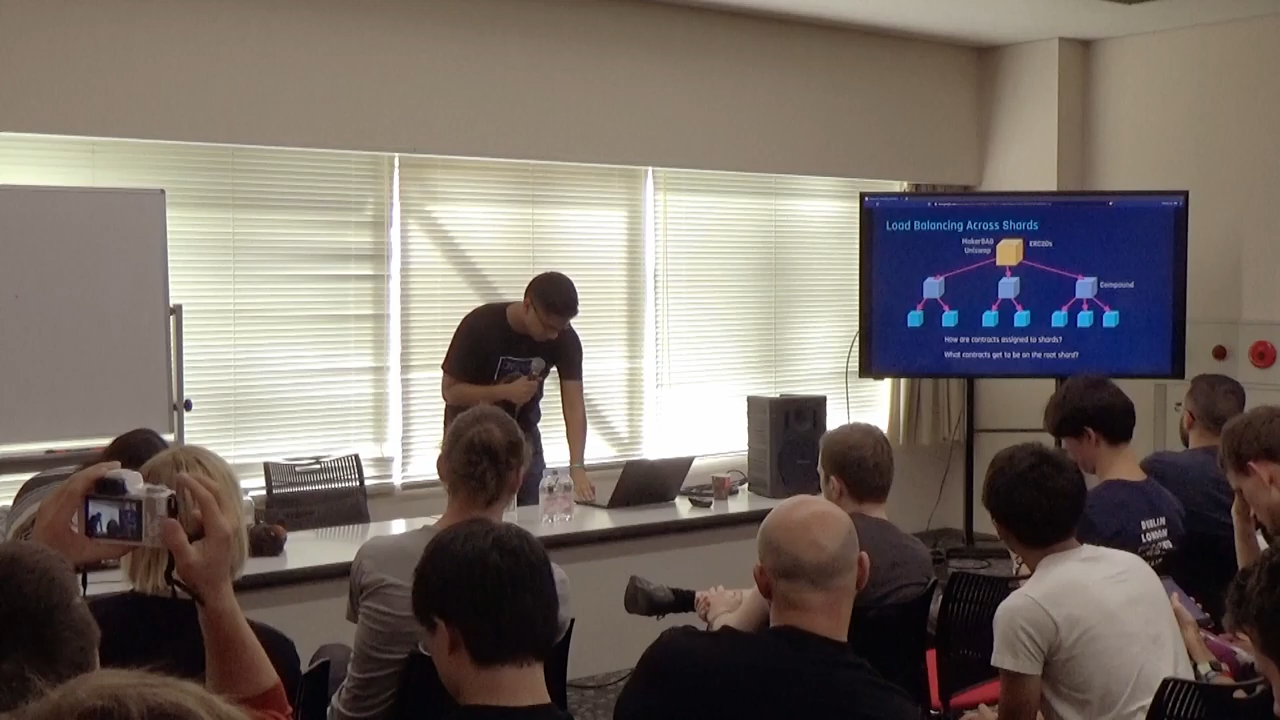 Load Balancing Across Shards
MakerDAO
Uniswap
ERC20s
Compound
How are contracts assigned to shards?
What contracts get to be on the root shard?
DUBLIN
LONDON